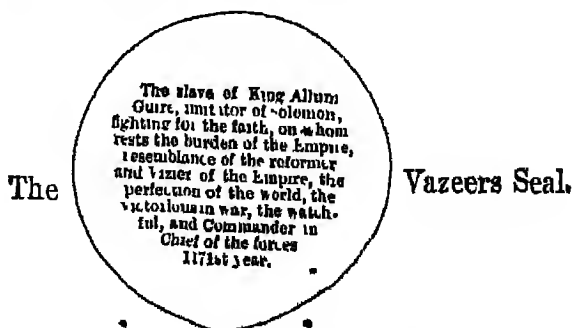 The slave of King Allum
Guire, imitator of Solomon,
fighting for the faith, on whom
rests the burden of the Empire,
resemblance of the reformer
and Vizier of the Empire, the
perfection of the world, the
victorious in war, the watch-
ful, and Commander in
Chief of the forces
1171st year.
The Vazeers Seal.